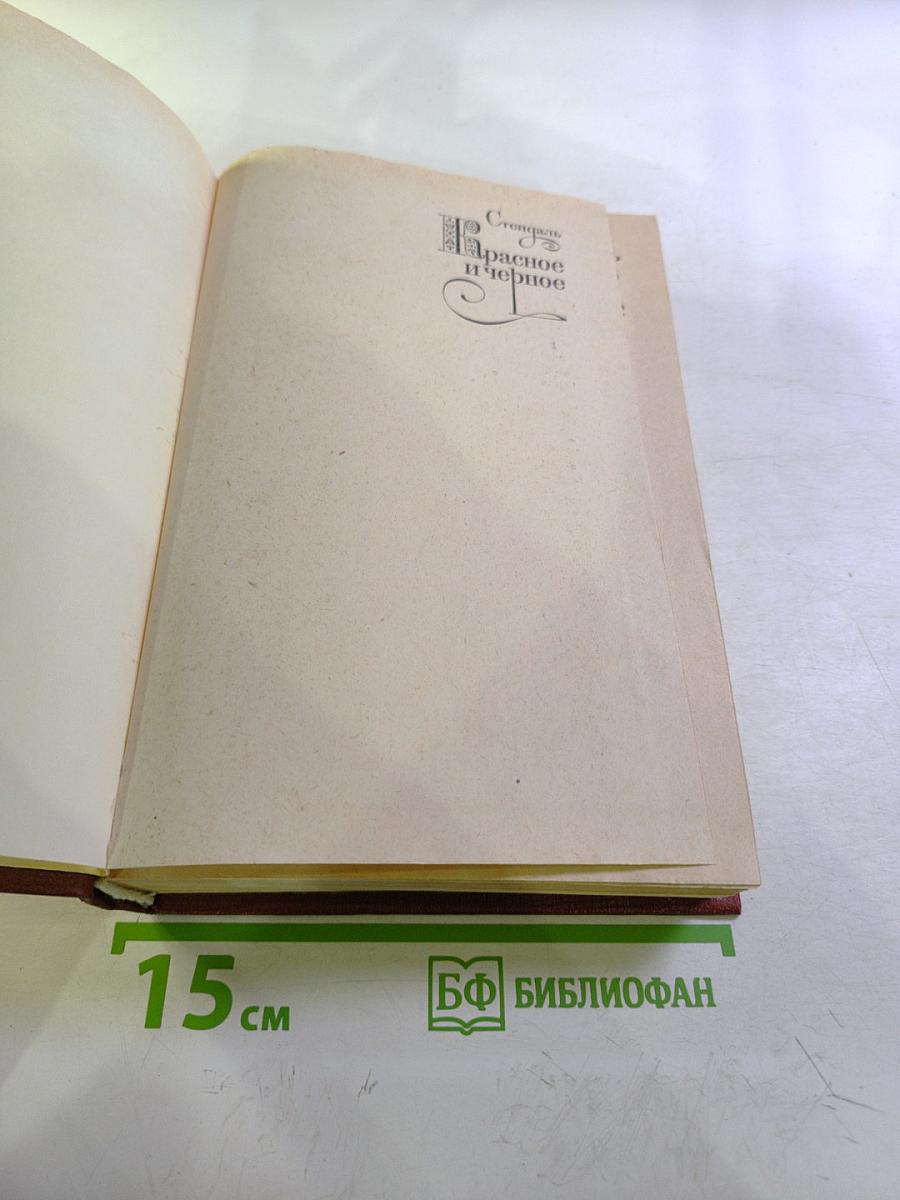 Стендаль
Красное
и черное
15 см
БФ БИБЛИОФАН